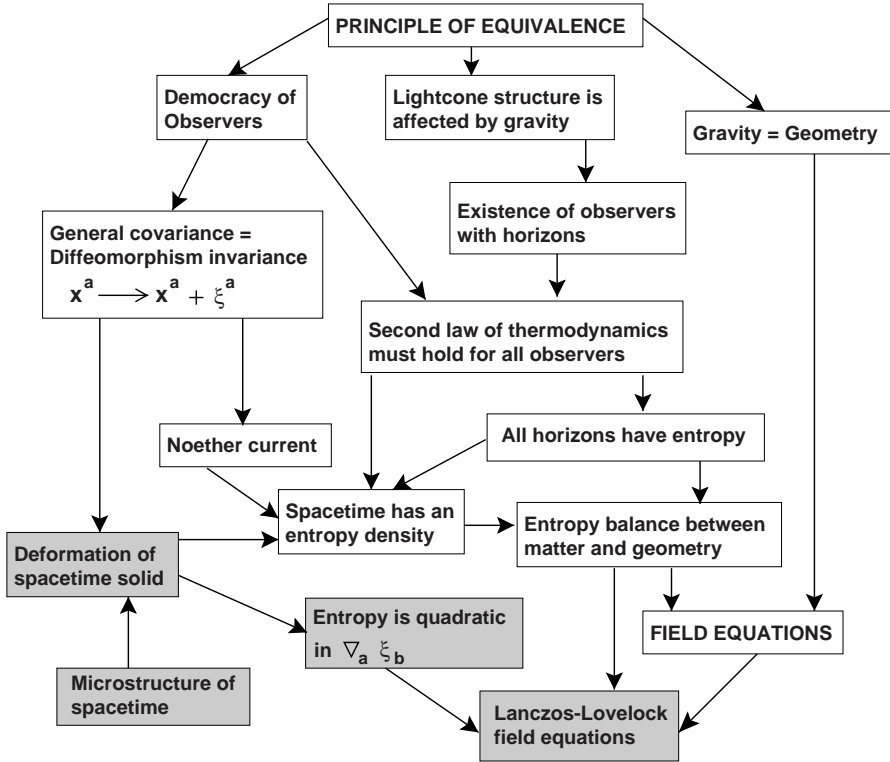 PRINCIPLE OF EQUIVALENCE
Democracy of
Observers
Lightcone structure is
affected by gravity
Gravity = Geometry
General covariance =
Diffeomorphism invariance
x^a ⟶ x^a + ξ^a
Existence of observers
with horizons
Second law of thermodynamics
must hold for all observers
Noether current
All horizons have entropy
Spacetime has an
entropy density
Entropy balance between
matter and geometry
Deformation of
spacetime solid
Entropy is quadratic
in ∇_a ξ_b
FIELD EQUATIONS
Microstructure of
spacetime
Lanczos-Lovelock
field equations